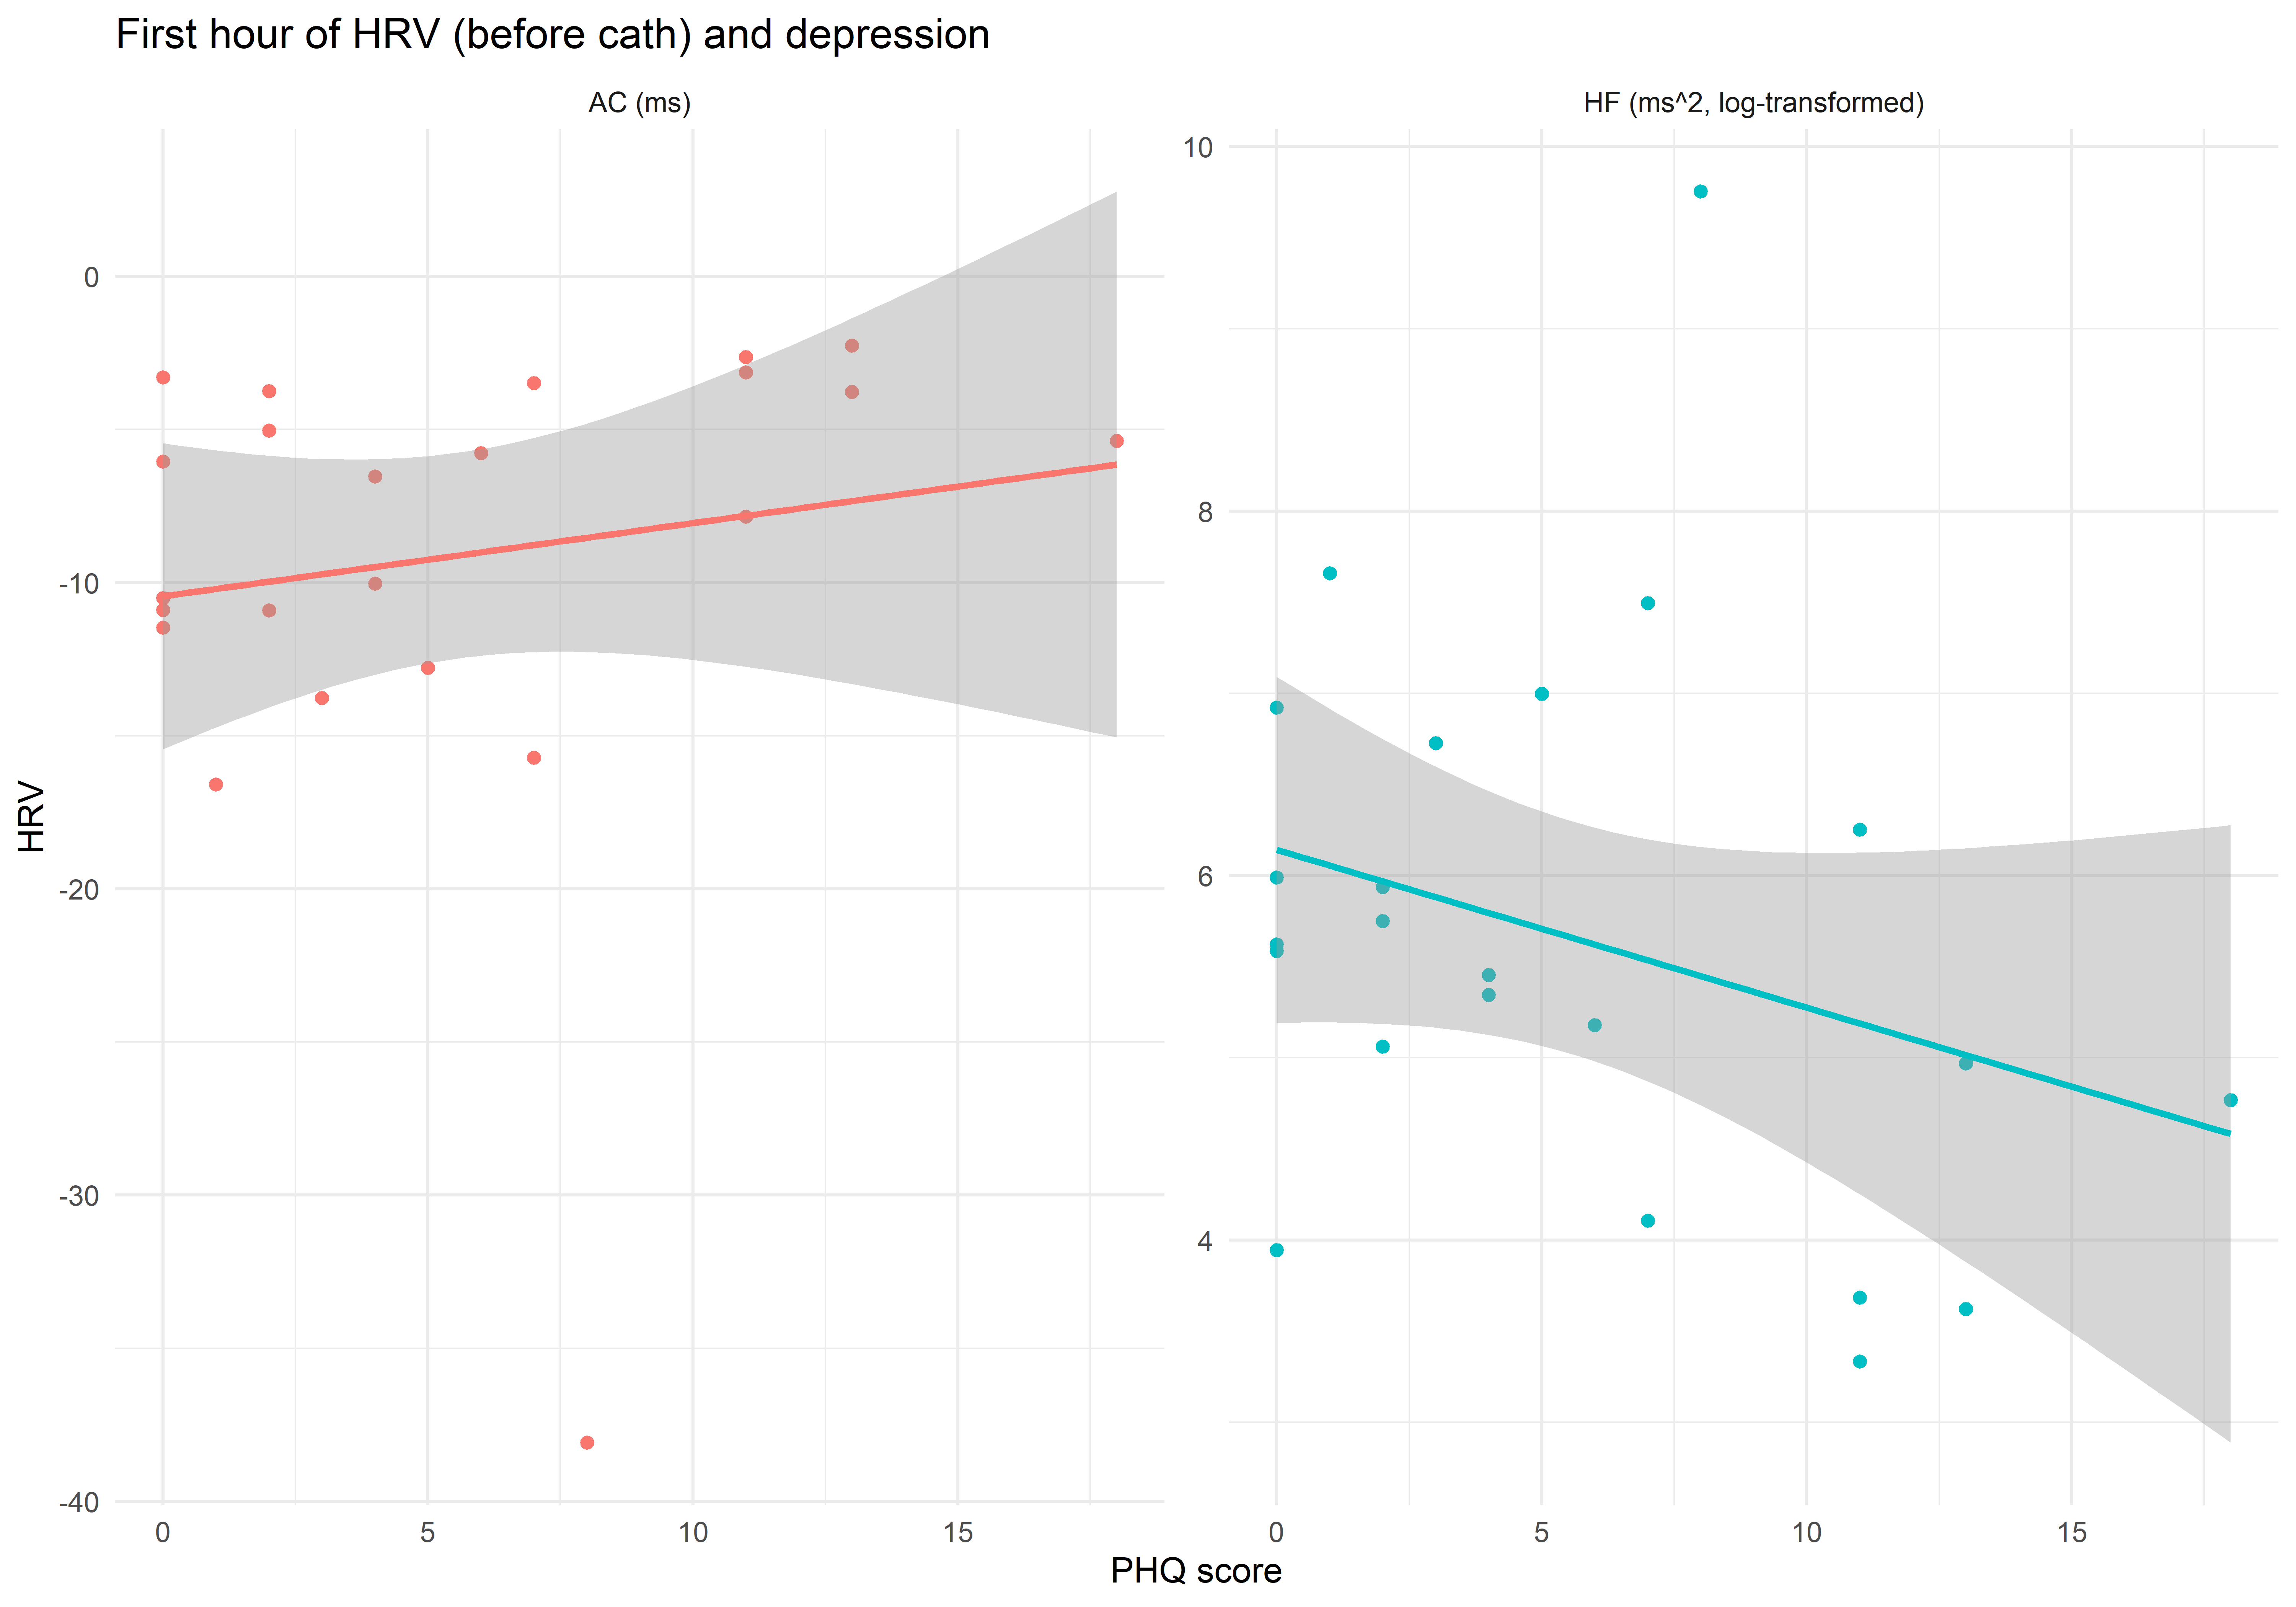 First hour of HRV (before cath) and depression
AC (ms)
HF (ms^2, log-transformed)
HRV
0
-10
-20
-30
-40
10
8
6
4
0 5 10 15
0 5 10 15
PHQ score